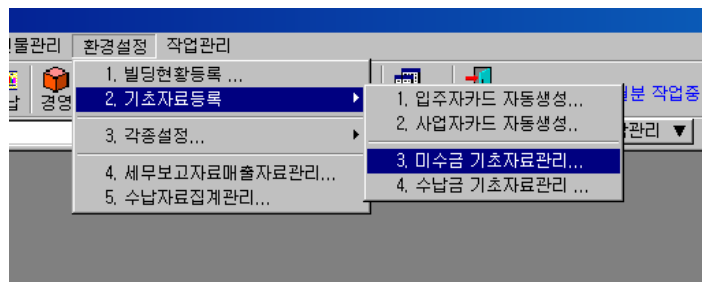 물관리 환경설정 작업관리
납 경영
1. 빌딩현황등록 ...
2. 기초자료등록
3. 각종설정...
4. 세무보고자료매출자료관리...
5. 수납자료집계관리...
1. 입주자카드 자동생성...
2. 사업자카드 자동생성..
3. 미수금 기초자료관리...
4. 수납금 기초자료관리 ...
분 작업중
관리 ▼